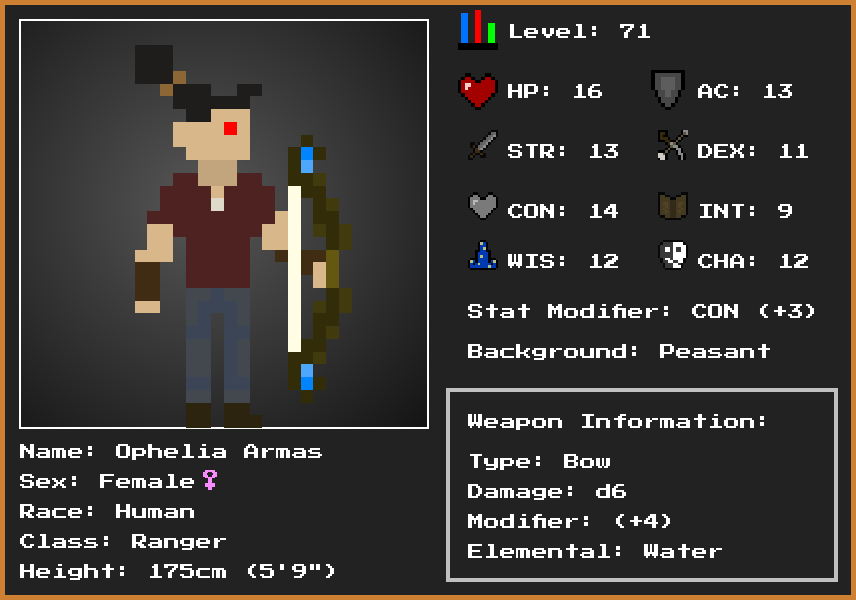 Level: 71
HP: 16 AC: 13
STR: 13 DEX: 11
CON: 14 INT: 9
WIS: 12 CHA: 12
Stat Modifier: CON (+3)
Background: Peasant
Weapon Information:
Type: Bow
Damage: d6
Modifier: (+4)
Elemental: Water
Name: Ophelia Armas
Sex: Female♀
Race: Human
Class: Ranger
Height: 175cm (5'9")